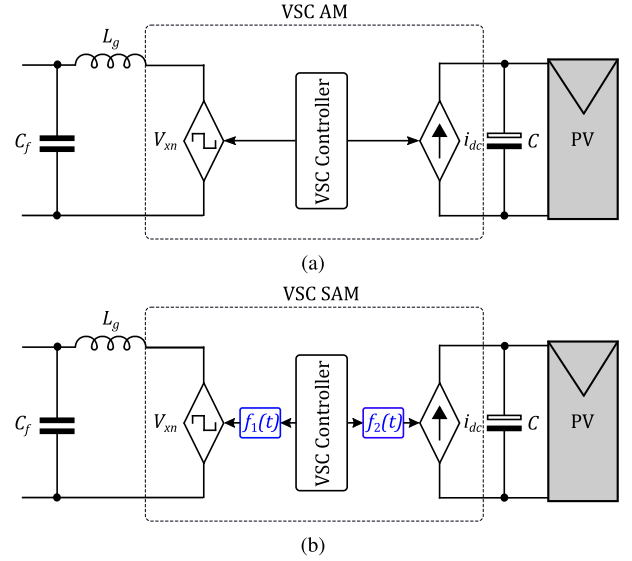 VSC AM
L_g
C_f
V_xn
VSC Controller
i_dc
C
PV
(a)
VSC SAM
L_g
C_f
V_xn
f_1(t)
VSC Controller
f_2(t)
i_dc
C
PV
(b)